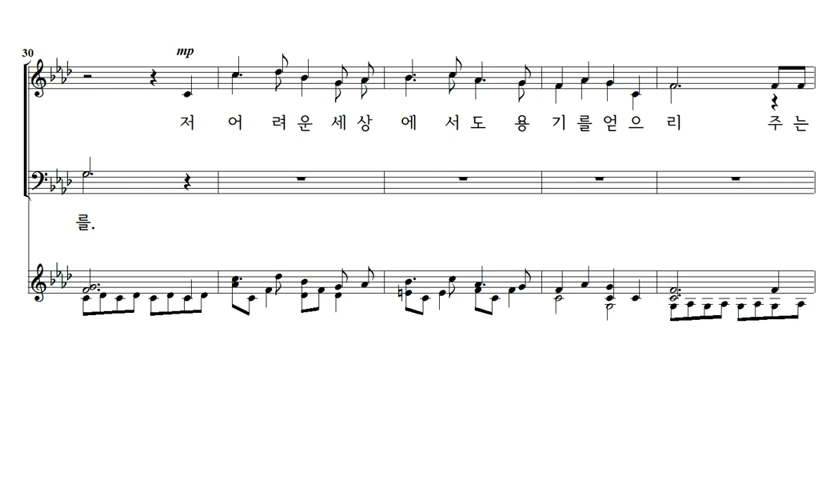 30
mp
저 어 려 운 세 상 에 서 도 용 기 를 얻 으 리 주 는
를.